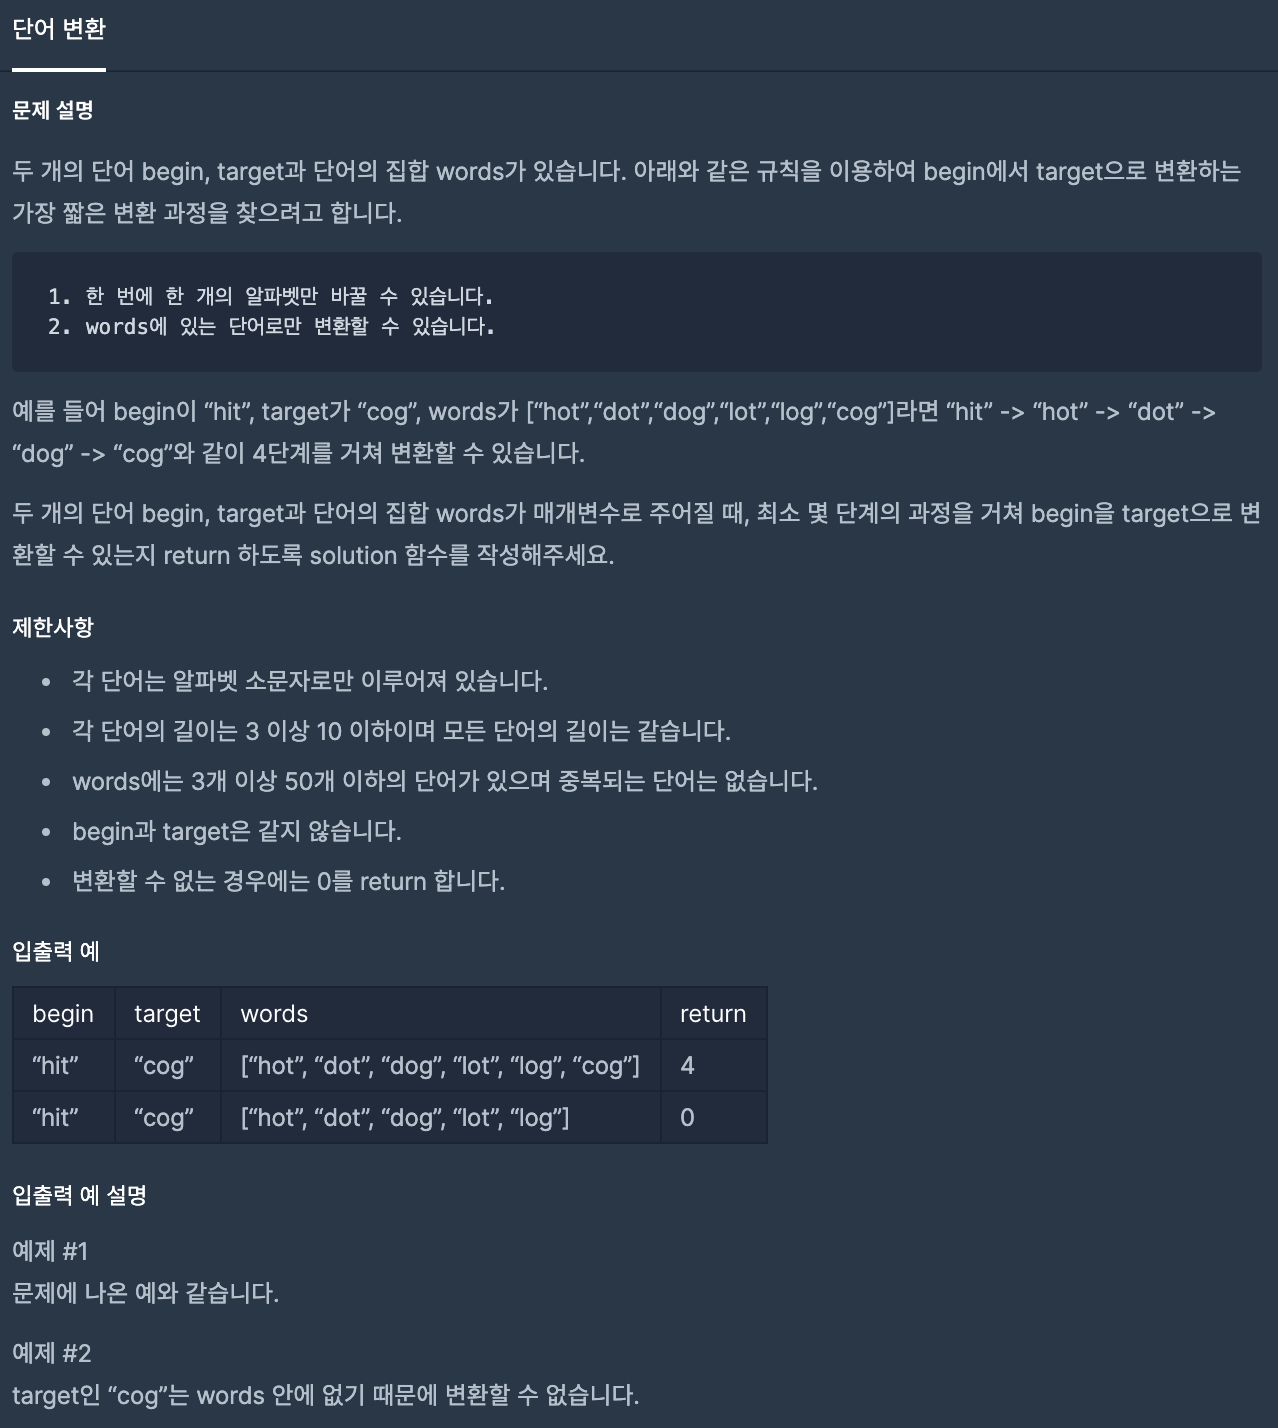 단어 변환
문제 설명
두 개의 단어 begin, target과 단어의 집합 words가 있습니다. 아래와 같은 규칙을 이용하여 begin에서 target으로 변환하는
가장 짧은 변환 과정을 찾으려고 합니다.
1. 한 번에 한 개의 알파벳만 바꿀 수 있습니다.
2. words에 있는 단어로만 변환할 수 있습니다.
예를 들어 begin이 “hit”, target가 “cog”, words가 [“hot”,“dot”,“dog”,“lot”,“log”,“cog”]라면 “hit” -> “hot” -> “dot” ->
“dog” -> “cog”와 같이 4단계를 거쳐 변환할 수 있습니다.
두 개의 단어 begin, target과 단어의 집합 words가 매개변수로 주어질 때, 최소 몇 단계의 과정을 거쳐 begin을 target으로 변
환할 수 있는지 return 하도록 solution 함수를 작성해주세요.
제한사항
• 각 단어는 알파벳 소문자로만 이루어져 있습니다.
• 각 단어의 길이는 3 이상 10 이하이며 모든 단어의 길이는 같습니다.
• words에는 3개 이상 50개 이하의 단어가 있으며 중복되는 단어는 없습니다.
• begin과 target은 같지 않습니다.
• 변환할 수 없는 경우에는 0를 return 합니다.
입출력 예
begin target words return
“hit” “cog” [“hot”, “dot”, “dog”, “lot”, “log”, “cog”] 4
“hit” “cog” [“hot”, “dot”, “dog”, “lot”, “log”] 0
입출력 예 설명
예제 #1
문제에 나온 예와 같습니다.
예제 #2
target인 “cog”는 words 안에 없기 때문에 변환할 수 없습니다.